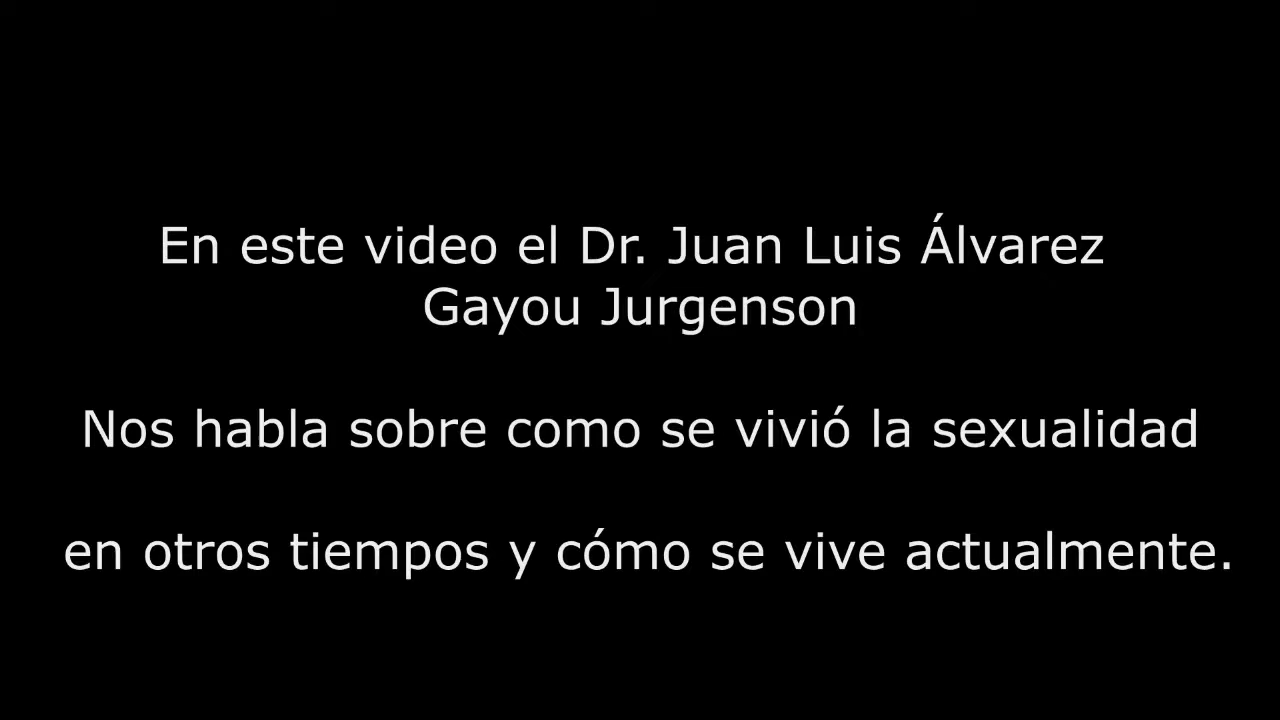 En este video el Dr. Juan Luis Álvarez
Gayou Jurgenson
Nos habla sobre como se vivió la sexualidad
en otros tiempos y cómo se vive actualmente.